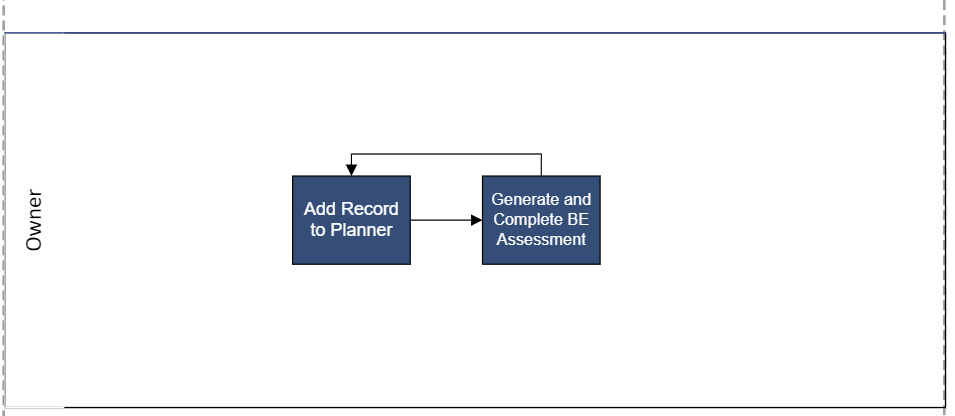 Owner
Add Record
to Planner
Generate and
Complete BE
Assessment